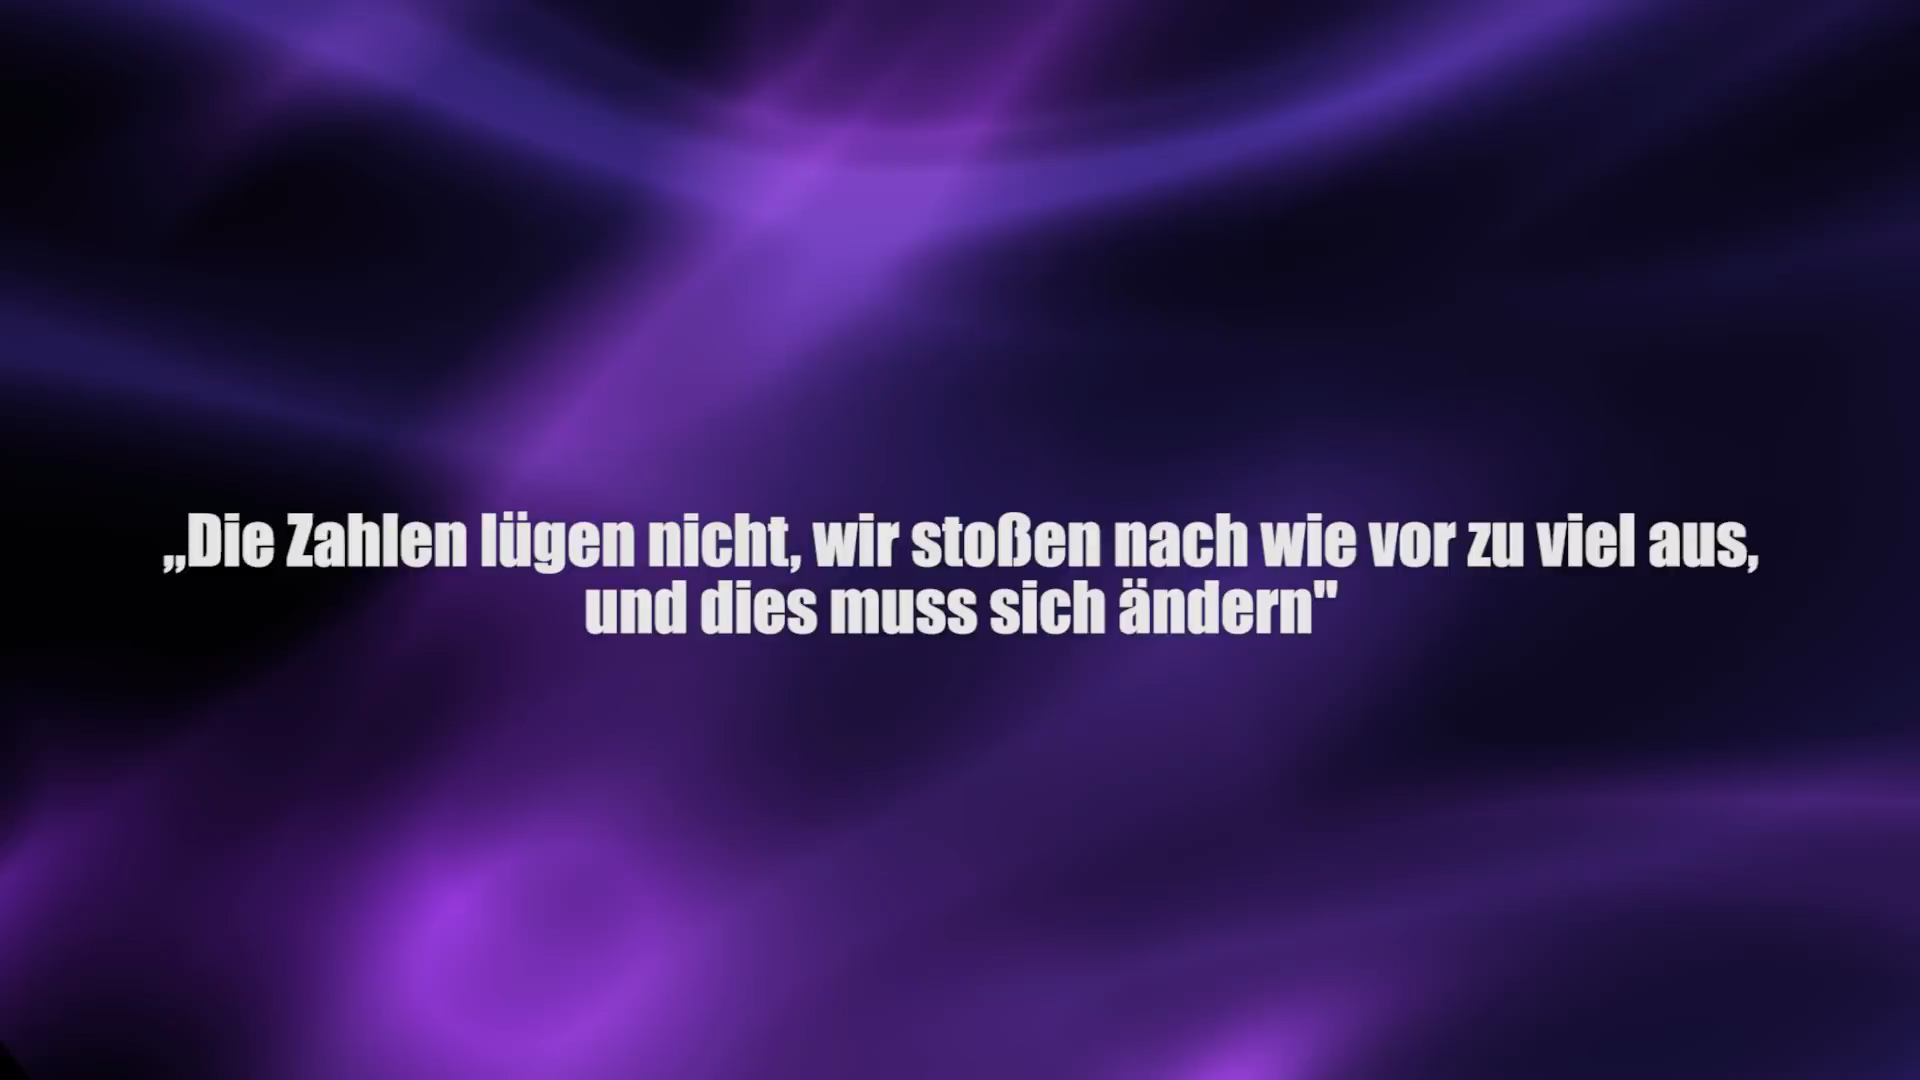 „Die Zahlen lügen nicht, wir stoßen nach wie vor zu viel aus,
und dies muss sich ändern"